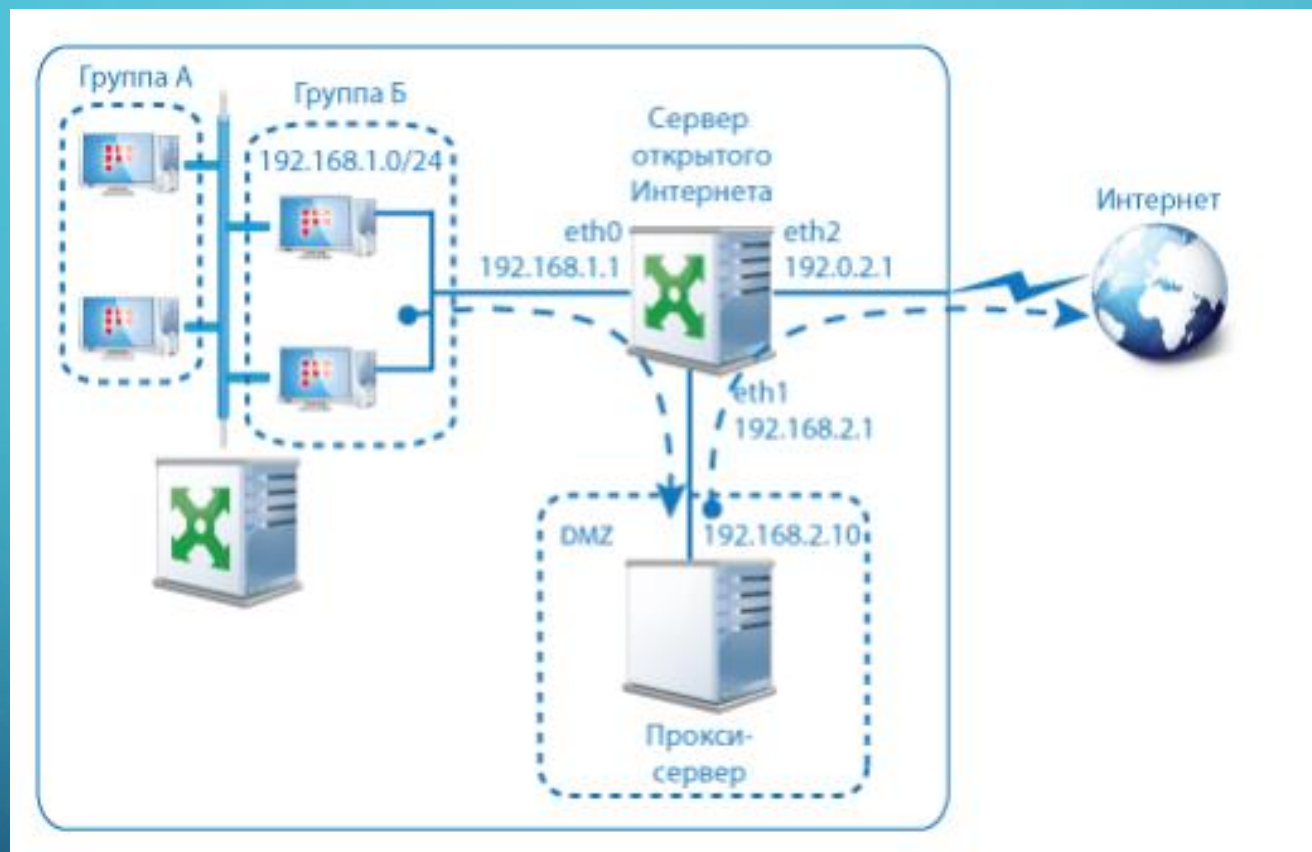 Группа А
Группа Б
192.168.1.0/24
Сервер
открытого
Интернета
eth0
192.168.1.1
eth2
192.0.2.1
Интернет
eth1
192.168.2.1
DMZ
192.168.2.10
Прокси-
сервер